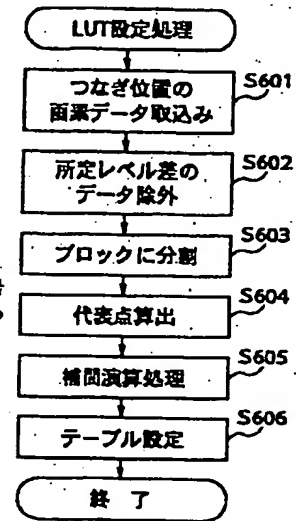 LUT設定処理
つなぎ位置の
画素データ取込み
S601
所定レベル差の
データ除外
S602
ブロックに分割
S603
代表点算出
S604
補間演算処理
S605
テーブル設定
S606
終 了